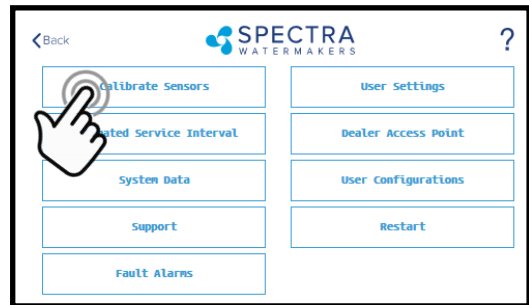 Back
SPECTRA
WATERMAKERS
?
Calibrate Sensors
User Settings
Service Interval
Dealer Access Point
System Data
User Configurations
Support
Restart
Fault Alarms